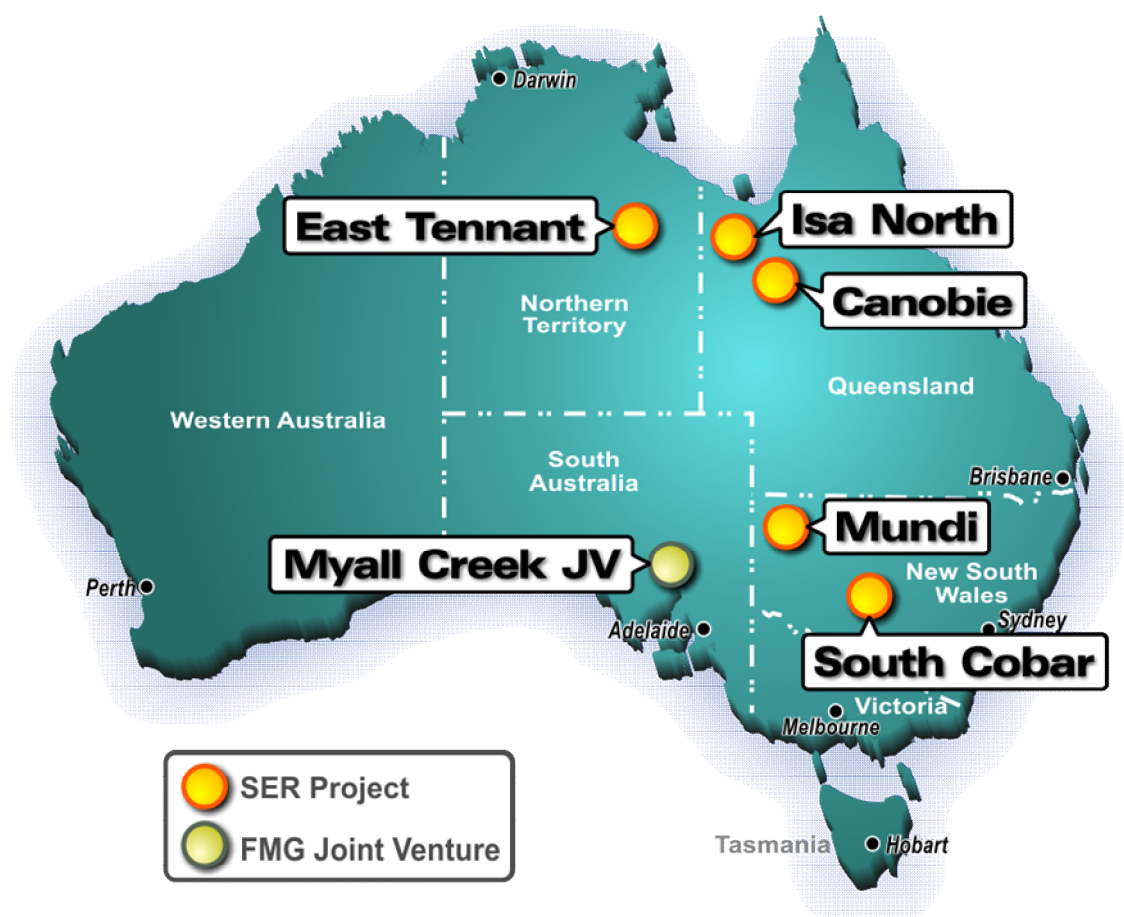 Darwin
East Tennant
Isa North
Canobie
Northern
Territory
Queensland
Western Australia
South
Australia
Brisbane
Mundi
Myall Creek JV
New South
Wales
Perth
Adelaide
Sydney
South Cobar
Victoria
Melbourne
SER Project
FMG Joint Venture
Tasmania
Hobart